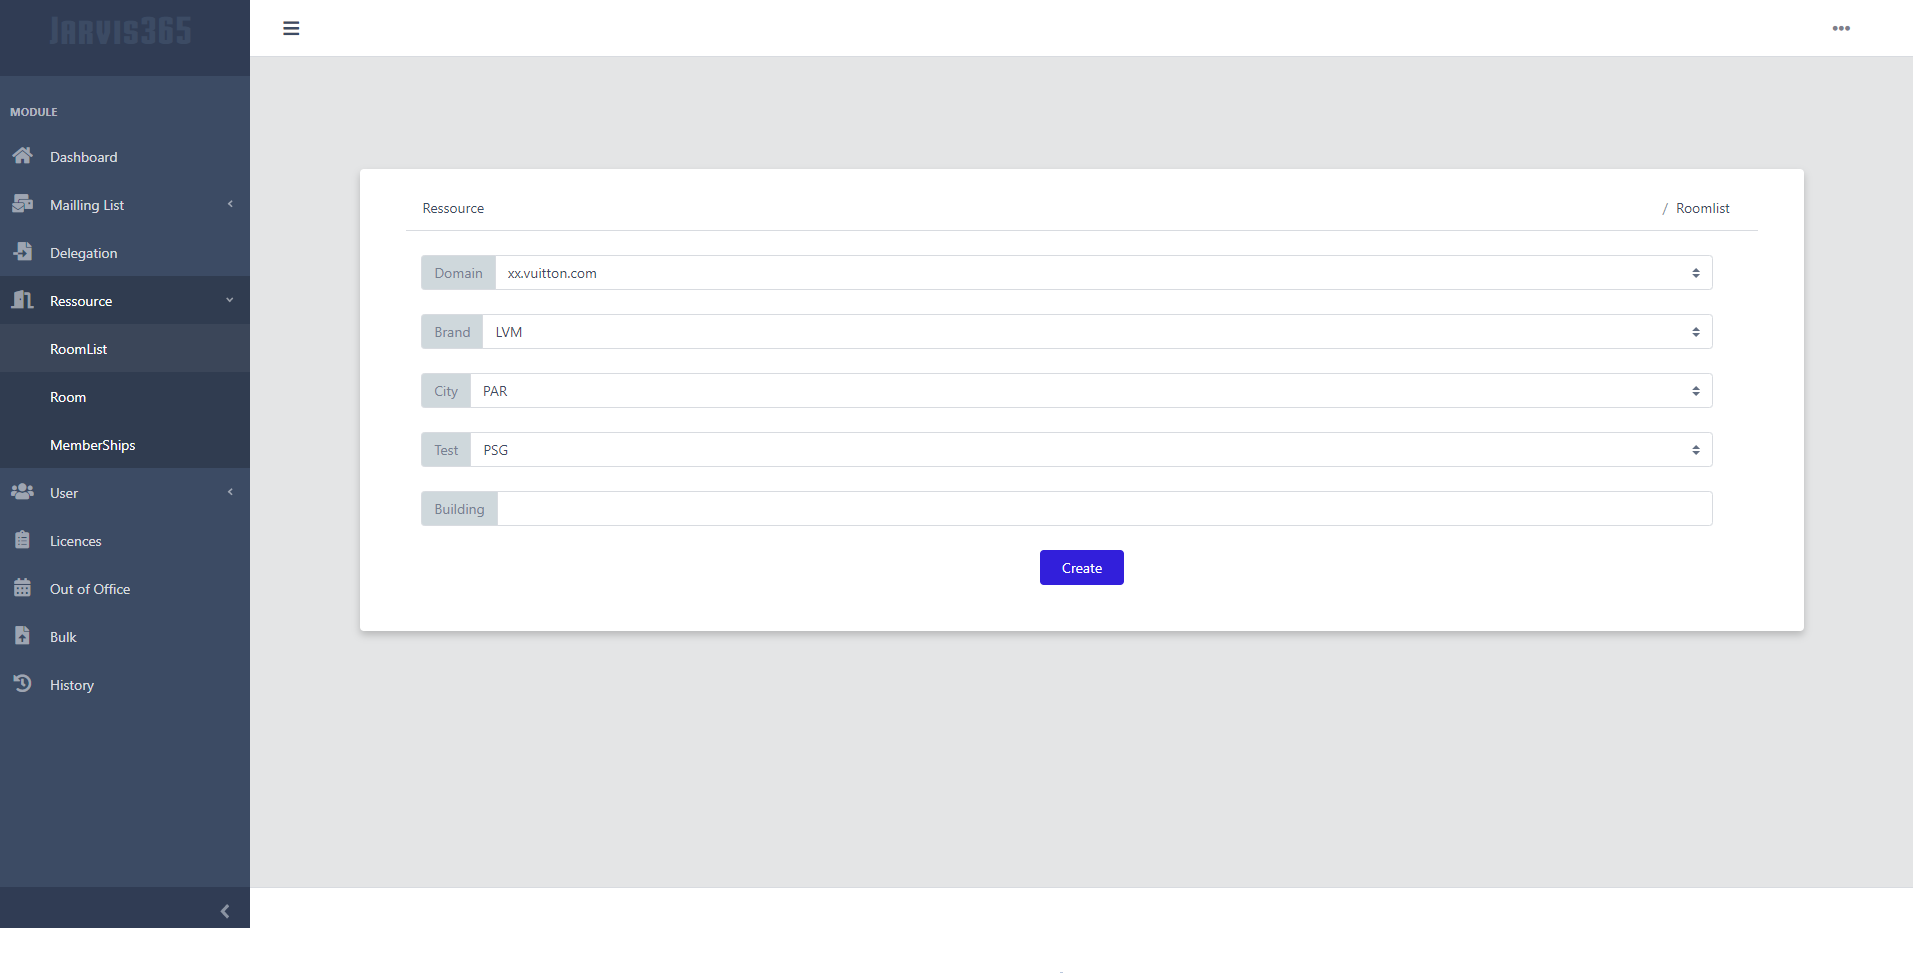 Jarvis365
MODULE
Dashboard
Mailling List
Delegation
Ressource
RoomList
Room
MemberShips
User
Licences
Out of Office
Bulk
History
Ressource / Roomlist
Domain xx.vuitton.com
Brand LVM
City PAR
Test PSG
Building
Create